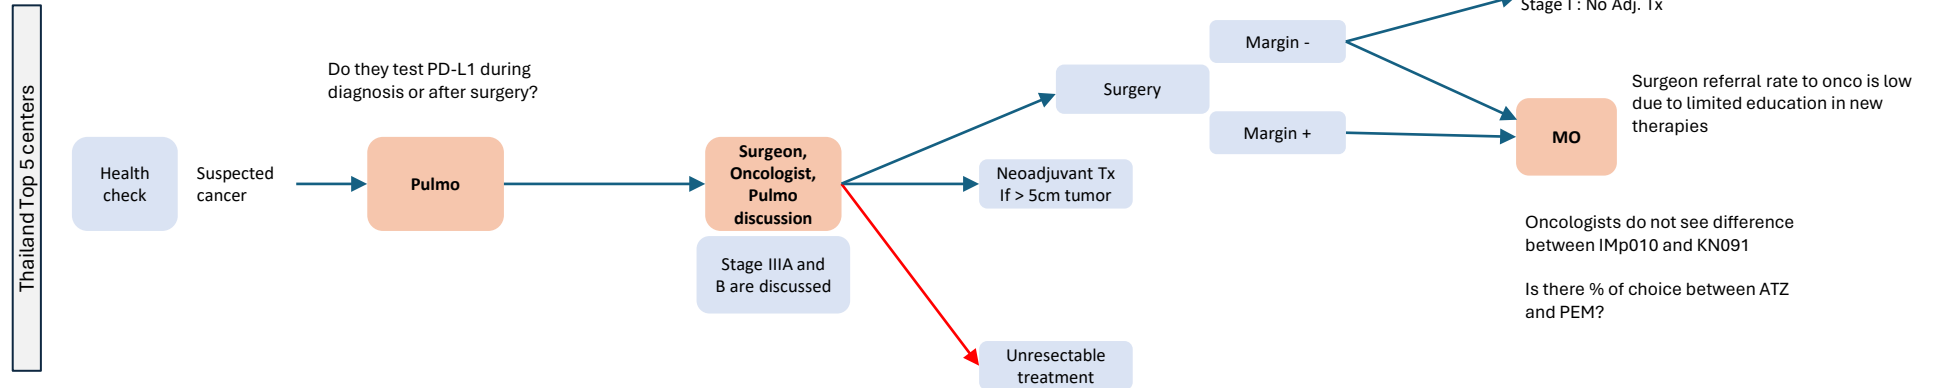 Thailand Top 5 centers
Health
check
Suspected
cancer
Do they test PD-L1 during
diagnosis or after surgery?
Pulmo
Surgeon,
Oncologist,
Pulmo
discussion
Stage IIIA and
B are discussed
Surgery
Neoadjuvant Tx
If > 5cm tumor
Unresectable
treatment
Margin -
Margin +
Stage I : No Adj. Tx
MO
Surgeon referral rate to onco is low
due to limited education in new
therapies
Oncologists do not see difference
between IMp010 and KN091
Is there % of choice between ATZ
and PEM?